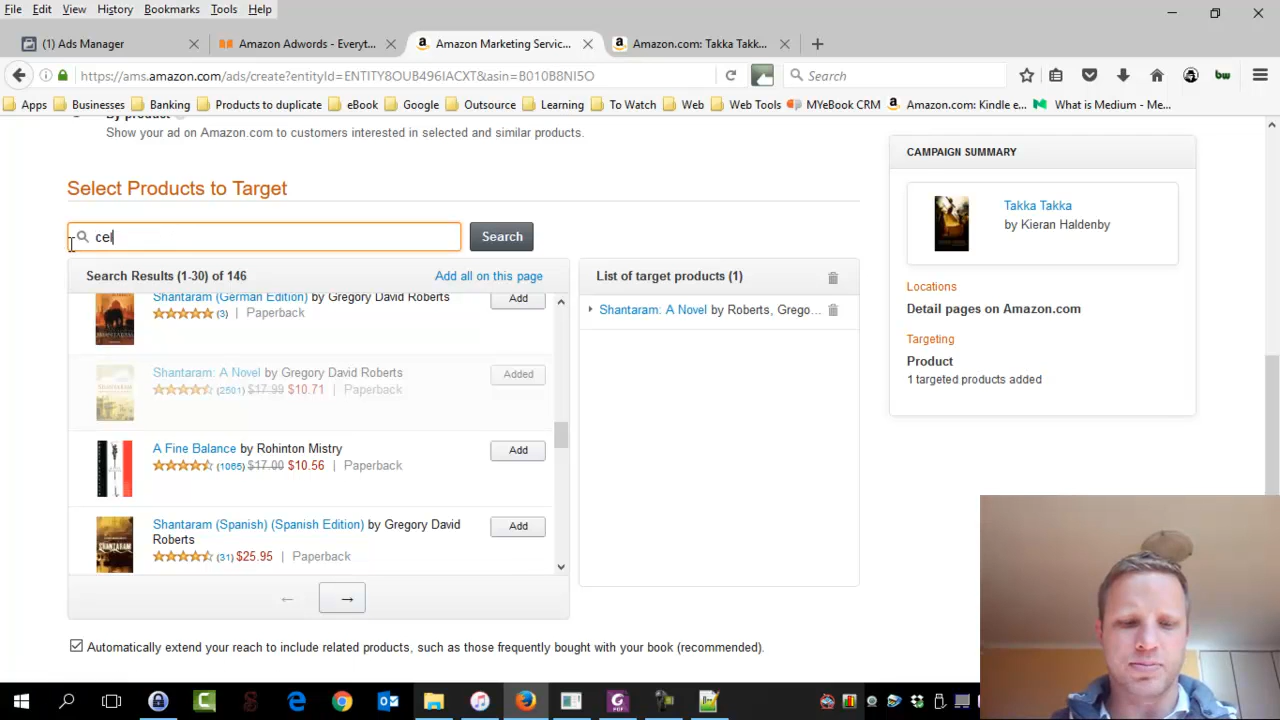 File Edit View History Bookmarks Tools Help
(1) Ads Manager
Amazon Adwords - Everyt...
Amazon Marketing Servic...
Amazon.com: Takka Takk...
https://ams.amazon.com/ads/create?entityId=ENTITY8OUB496IACXT&asin=B010B8NI5O
Search
Apps Businesses Banking Products to duplicate eBook Google Outsource Learning To Watch Web Web Tools MYeBook CRM Amazon.com: Kindle e... What is Medium - Me...
By product
Show your ad on Amazon.com to customers interested in selected and similar products.
Select Products to Target
cel
Search
Search Results (1-30) of 146
Add all on this page
Shantaram (German Edition) by Gregory David Roberts
(3) | Paperback
Add
Shantaram: A Novel by Gregory David Roberts
(2501) $17.99 $10.71 | Paperback
Added
A Fine Balance by Rohinton Mistry
(1065) $17.00 $10.56 | Paperback
Add
Shantaram (Spanish) (Spanish Edition) by Gregory David
Roberts
(31) $25.95 | Paperback
Add
← →
List of target products (1)
Shantaram: A Novel by Roberts, Grego...
Automatically extend your reach to include related products, such as those frequently bought with your book (recommended).
CAMPAIGN SUMMARY
Takka Takka
by Kieran Haldenby
Locations
Detail pages on Amazon.com
Targeting
Product
1 targeted products added